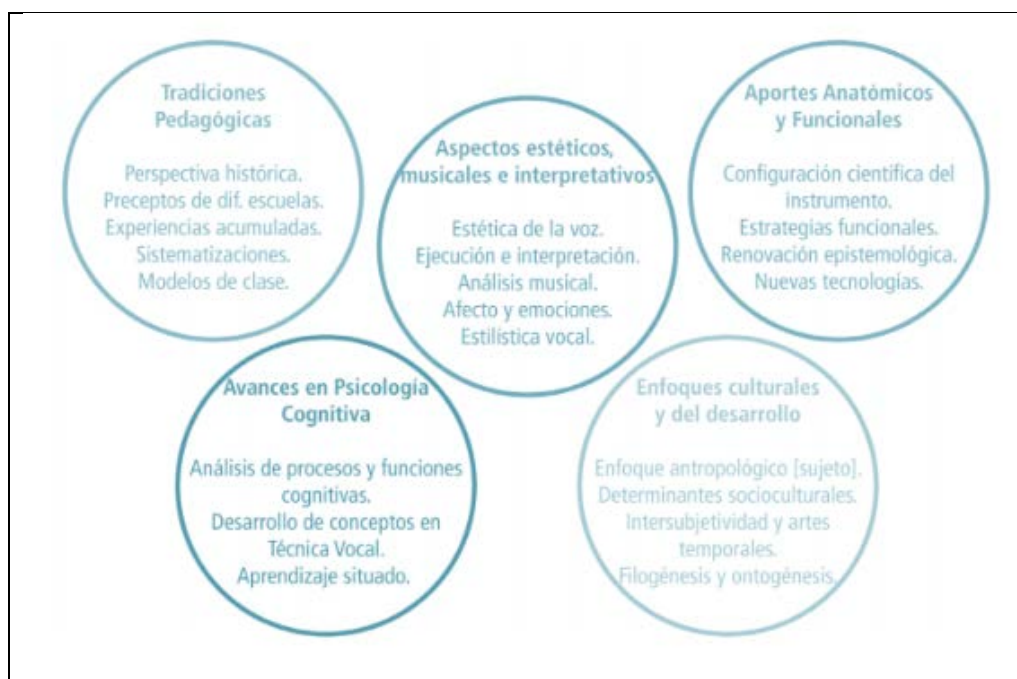 Tradiciones
Pedagógicas
Perspectiva histórica.
Preceptos de dif. escuelas.
Experiencias acumuladas.
Sistematizaciones.
Modelos de clase.
Aspectos estéticos,
musicales e interpretativos
Estética de la voz.
Ejecución e interpretación.
Análisis musical.
Afecto y emociones.
Estilística vocal.
Aportes Anatómicos
y Funcionales
Configuración científica del
instrumento.
Estrategias funcionales.
Renovación epistemológica.
Nuevas tecnologías.
Avances en Psicología
Cognitiva
Análisis de procesos y funciones
cognitivas.
Desarrollo de conceptos en
Técnica Vocal.
Aprendizaje situado.
Enfoques culturales
y del desarrollo
Enfoque antropológico [sujeto].
Determinantes socioculturales.
Intersubjetividad y artes
temporales.
Filogénesis y ontogénesis.